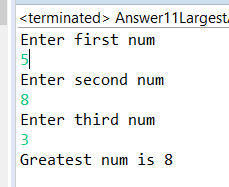 <terminated> Answer11Largest
Enter first num
5
Enter second num
8
Enter third num
3
Greatest num is 8